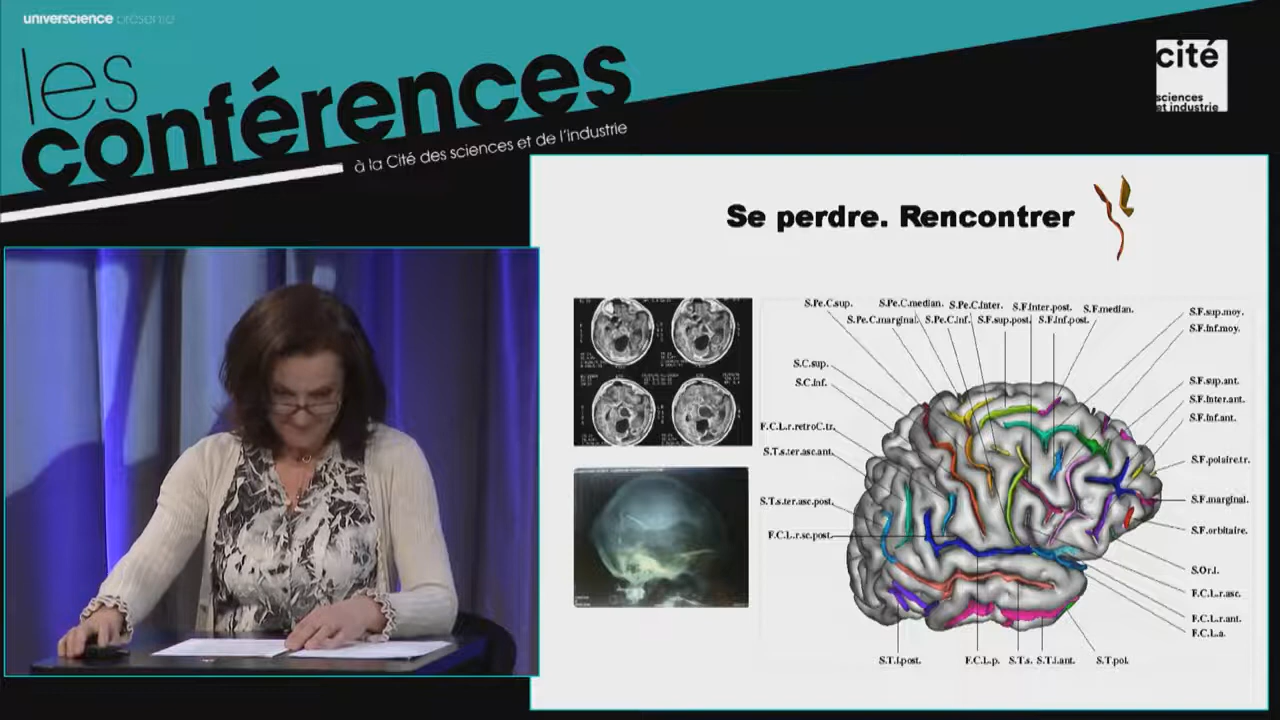 universcience présente
les
conférences
à la Cité des sciences et de l'industrie
cité
sciences
et industrie
Se perdre. Rencontrer
S.Pe.C.sup.
S.Pe.C.median.
S.Pe.C.inter.
S.F.inter.post.
S.F.median.
S.Pe.C.marginal.
S.Pe.C.inf.
S.F.sup.post.
S.F.inf.post.
S.F.sup.moy.
S.F.inf.moy.
S.C.sup.
S.C.inf.
S.F.sup.ant.
S.F.inter.ant.
S.F.inf.ant.
F.C.L.r.retroC.tr.
S.T.s.ter.asc.ant.
S.F.polaire.tr.
S.T.s.ter.asc.post.
S.F.marginal.
F.C.L.r.sc.post.
S.F.orbitaire.
S.Or.l.
F.C.L.r.asc.
F.C.L.r.ant.
F.C.L.a.
S.T.i.post.
F.C.L.p.
S.T.s.
S.T.i.ant.
S.T.pol.